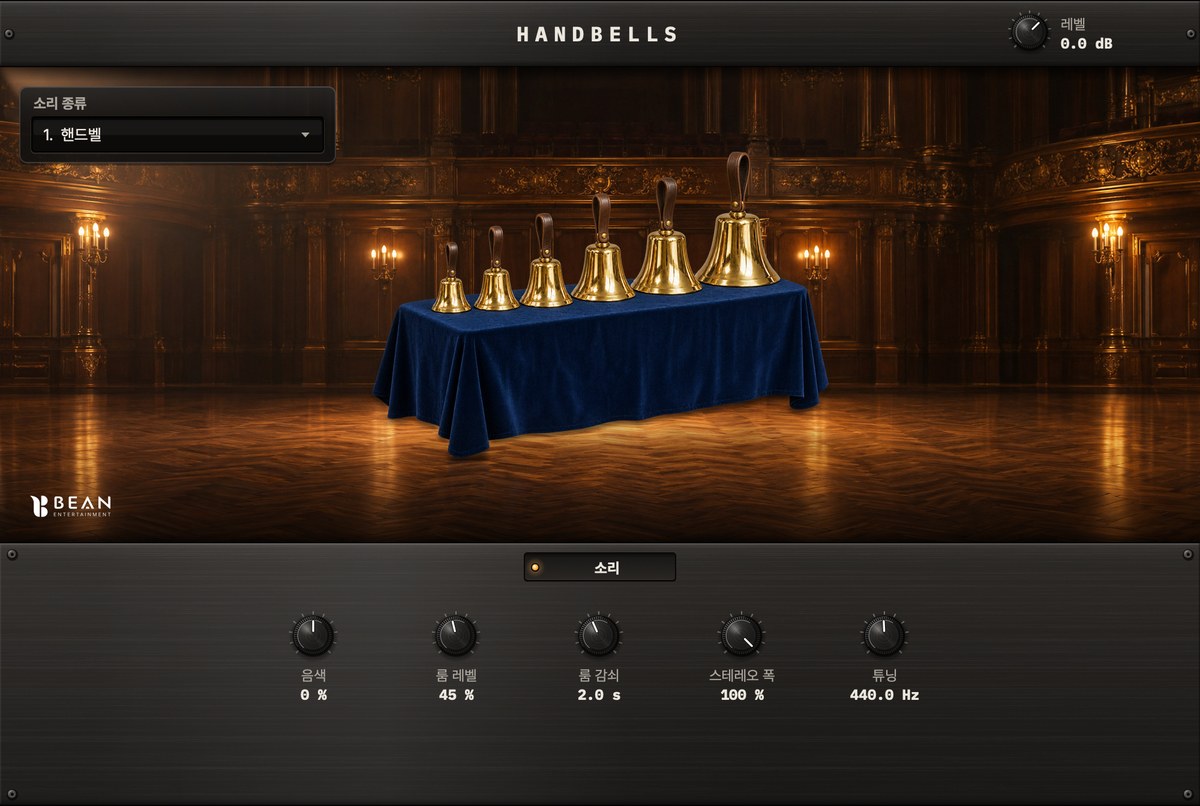 HANDBELLS
레벨
0.0 dB
소리 종류
1. 핸드벨
BEAN
ENTERTAINMENT
소리
음색
0 %
룸 레벨
45 %
룸 감쇠
2.0 s
스테레오 폭
100 %
튜닝
440.0 Hz